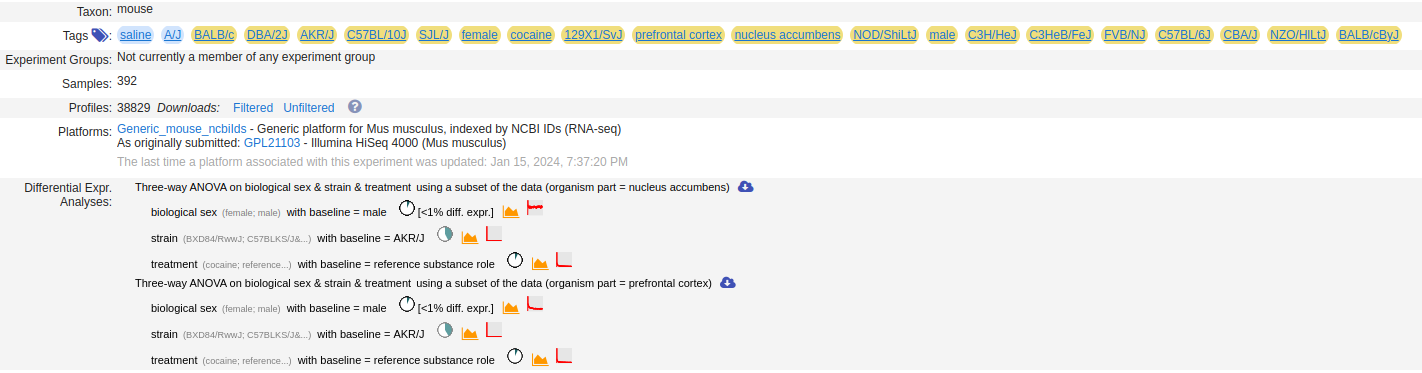 Taxon: mouse
Tags saline A/J BALB/c DBA/2J AKR/J C57BL/10J SJL/J female cocaine 129X1/SvJ prefrontal cortex nucleus accumbens NOD/ShiLtJ male C3H/HeJ C3HeB/FeJ FVB/NJ C57BL/6J CBA/J NZO/HlLtJ BALB/cByJ
Experiment Groups: Not currently a member of any experiment group
Samples: 392
Profiles: 38829 Downloads: Filtered Unfiltered ?
Platforms: Generic_mouse_ncbiIds - Generic platform for Mus musculus, indexed by NCBI IDs (RNA-seq)
As originally submitted: GPL21103 - Illumina HiSeq 4000 (Mus musculus)
The last time a platform associated with this experiment was updated: Jan 15, 2024, 7:37:20 PM
Differential Expr. Analyses: Three-way ANOVA on biological sex & strain & treatment using a subset of the data (organism part = nucleus accumbens)
biological sex (female; male) with baseline = male [<1% diff. expr.]
strain (BXD84/RwwJ; C57BLKS/J&...) with baseline = AKR/J
treatment (cocaine; reference...) with baseline = reference substance role
Three-way ANOVA on biological sex & strain & treatment using a subset of the data (organism part = prefrontal cortex)
biological sex (female; male) with baseline = male [<1% diff. expr.]
strain (BXD84/RwwJ; C57BLKS/J&...) with baseline = AKR/J
treatment (cocaine; reference...) with baseline = reference substance role